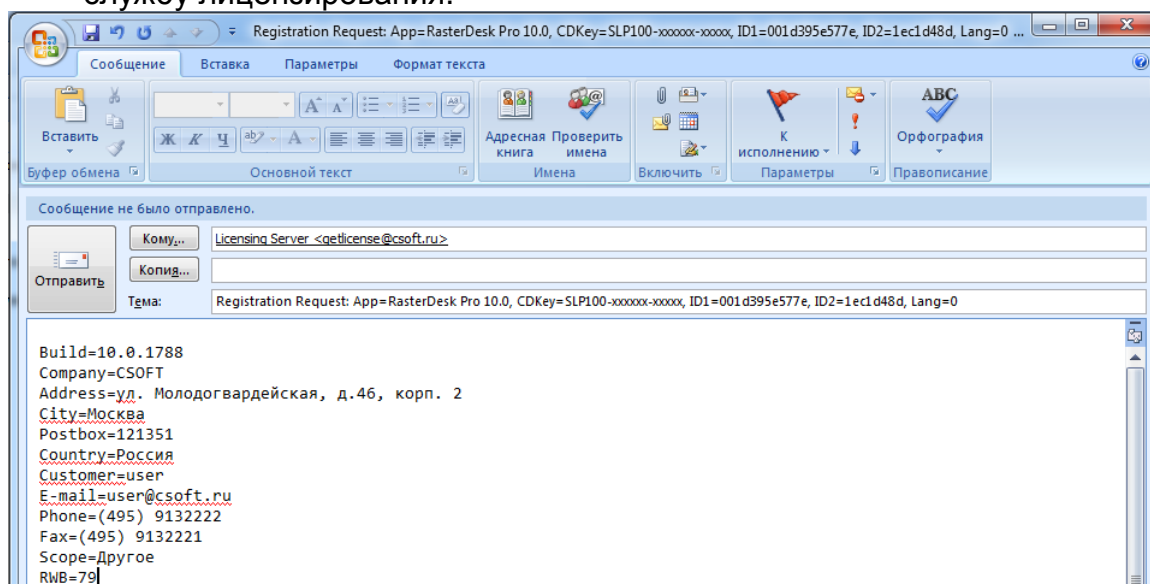 службу лицензирования.
Registration Request: App=RasterDesk Pro 10.0, CDKey=SLP100-xxxxxx-xxxxx, ID1=001d395e577e, ID2=1ec1d48d, Lang=0 ...
Сообщение Вставка Параметры Формат текста
Вставить
Ж К Ч
Адресная книга
Проверить имена
К исполнению
ABC
Орфография
Буфер обмена Основной текст Имена Включить Параметры Правописание
Сообщение не было отправлено.
Отправить
Кому... Licensing Server <getlicense@csoft.ru>
Копия...
Тема: Registration Request: App=RasterDesk Pro 10.0, CDKey=SLP100-xxxxxx-xxxxx, ID1=001d395e577e, ID2=1ec1d48d, Lang=0
Build=10.0.1788
Company=CSOFT
Address=ул. Молодогвардейская, д.46, корп. 2
City=Москва
Postbox=121351
Country=Россия
Customer=user
E-mail=user@csoft.ru
Phone=(495) 9132222
Fax=(495) 9132221
Scope=Другое
RWB=79